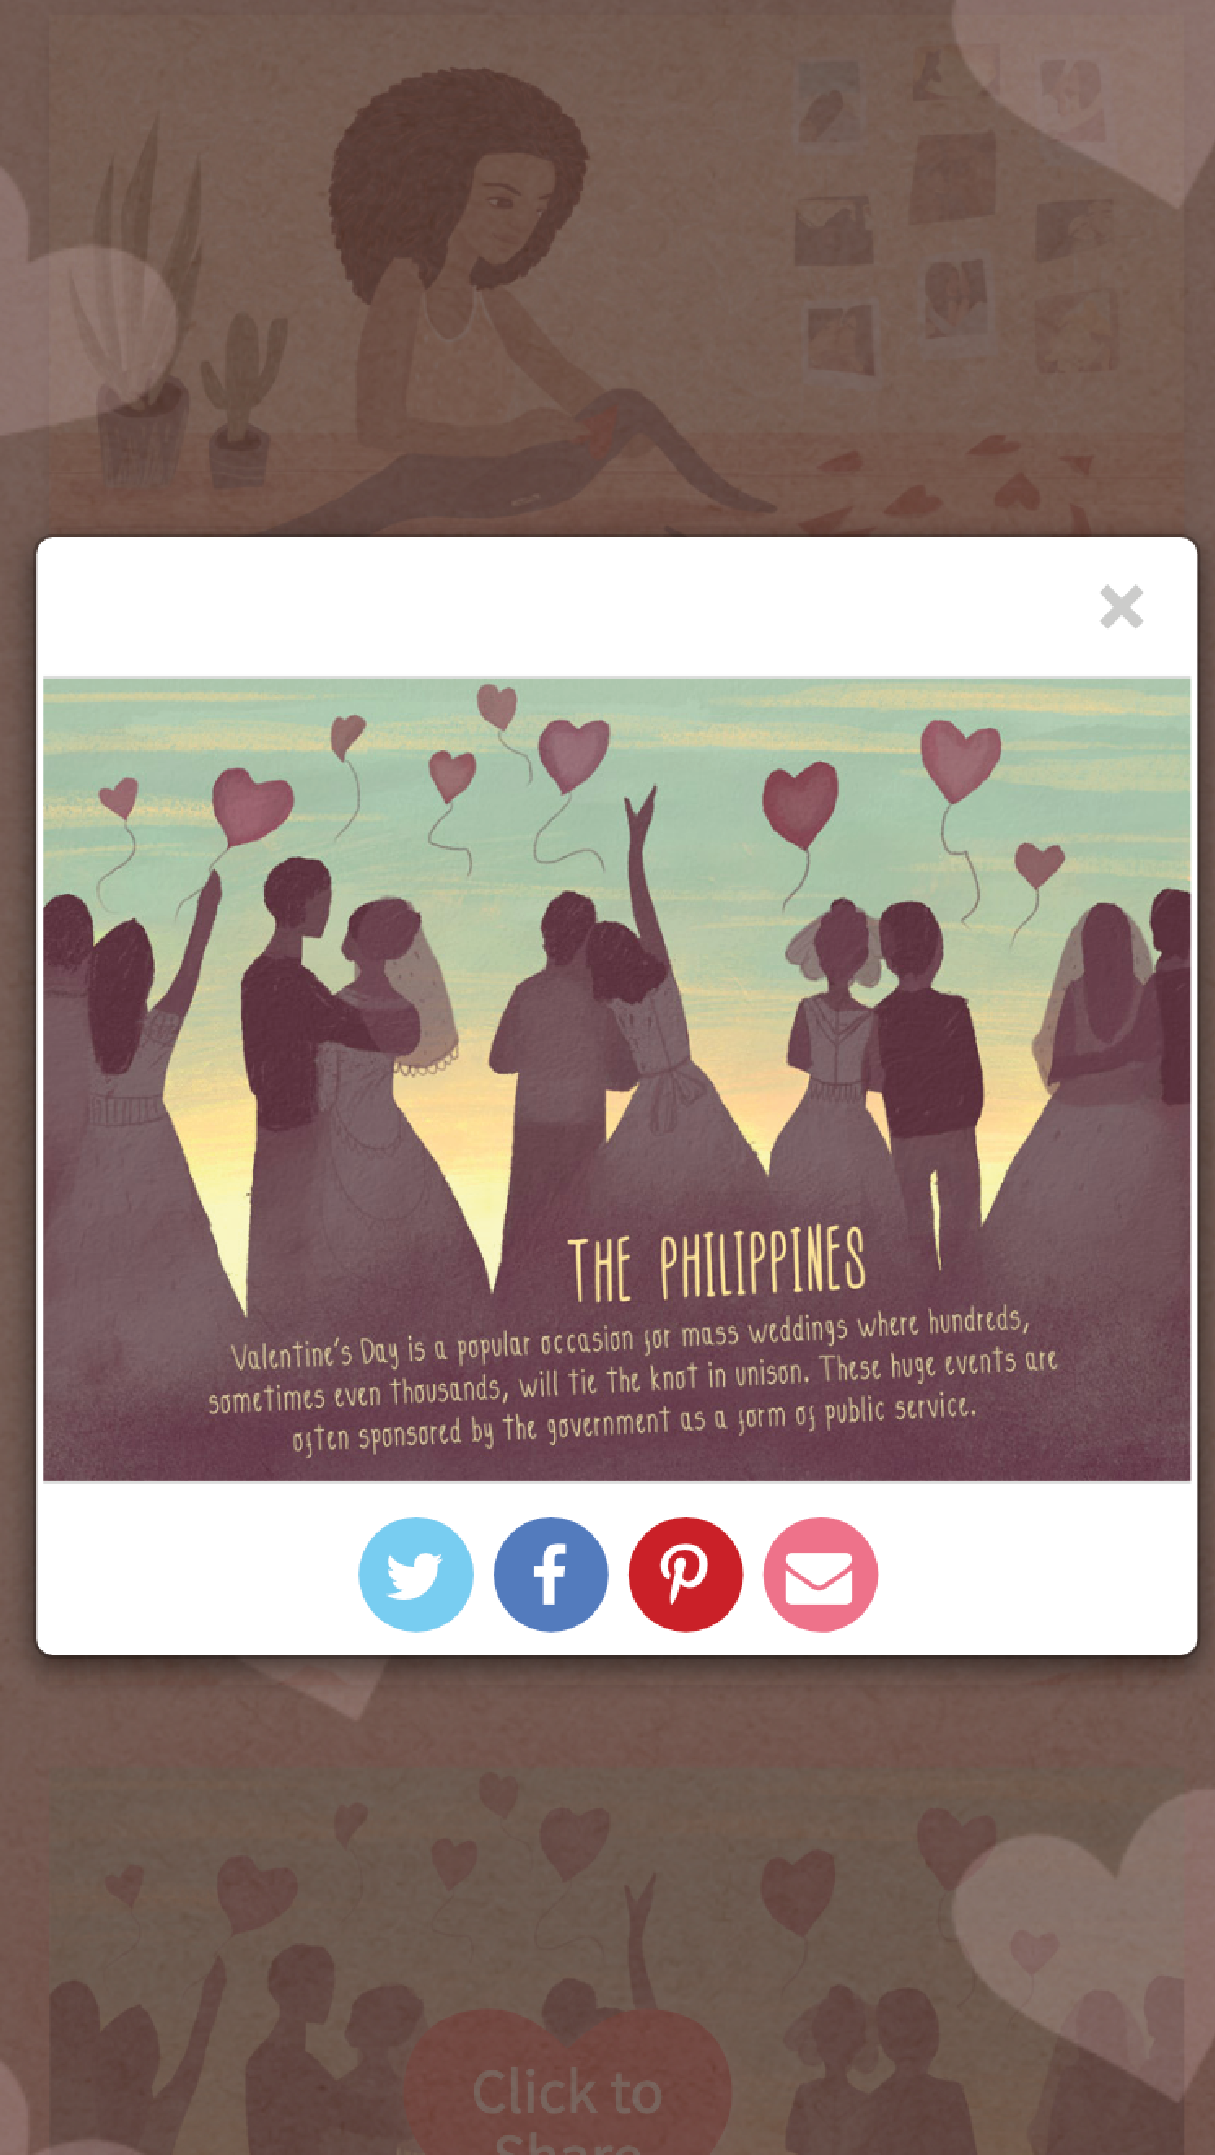 THE PHILIPPINES
Valentine's Day is a popular occasion for mass weddings where hundreds,
sometimes even thousands, will tie the knot in unison. These huge events are
often sponsored by the government as a form of public service.
Click to
Share